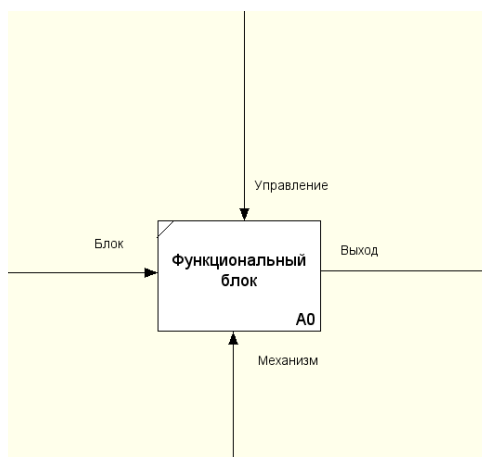 Управление
Блок
Функциональный
блок
Выход
A0
Механизм